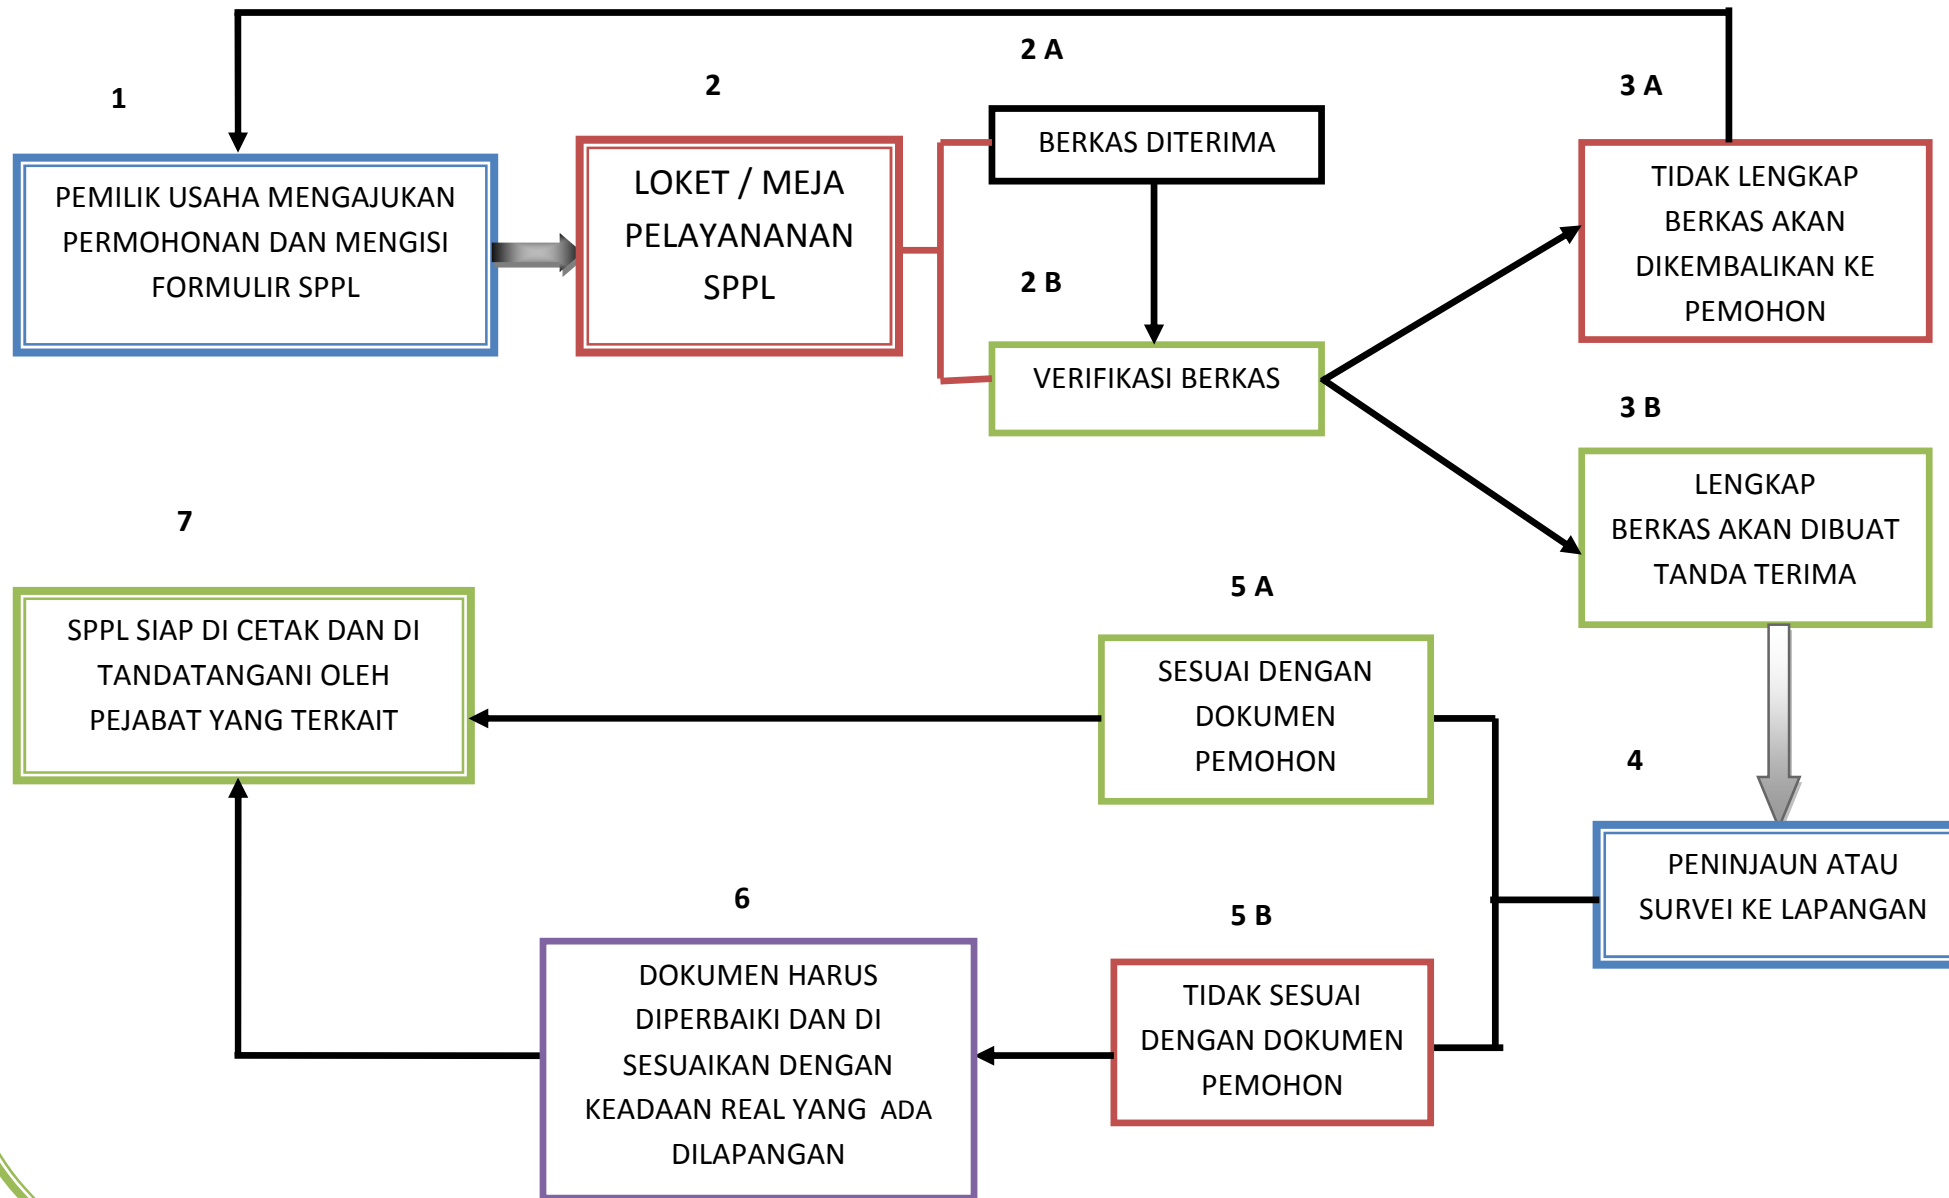 1
PEMILIK USAHA MENGAJUKAN
PERMOHONAN DAN MENGISI
FORMULIR SPPL
2
LOKET / MEJA
PELAYANANAN
SPPL
2 A
BERKAS DITERIMA
2 B
VERIFIKASI BERKAS
3 A
TIDAK LENGKAP
BERKAS AKAN
DIKEMBALIKAN KE
PEMOHON
3 B
LENGKAP
BERKAS AKAN DIBUAT
TANDA TERIMA
4
PENINJAUN ATAU
SURVEI KE LAPANGAN
5 A
SESUAI DENGAN
DOKUMEN
PEMOHON
5 B
TIDAK SESUAI
DENGAN DOKUMEN
PEMOHON
6
DOKUMEN HARUS
DIPERBAIKI DAN DI
SESUAIKAN DENGAN
KEADAAN REAL YANG ADA
DILAPANGAN
7
SPPL SIAP DI CETAK DAN DI
TANDATANGANI OLEH
PEJABAT YANG TERKAIT